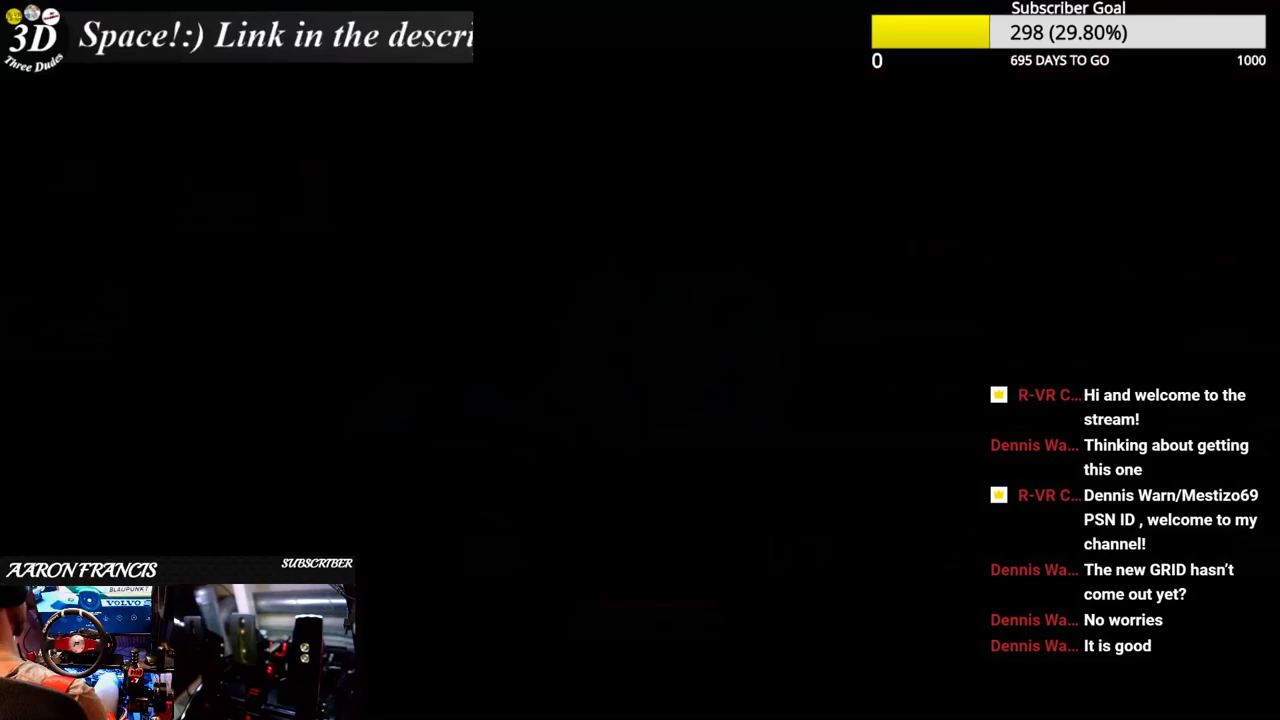 3D
Three Dudes
Space!:) Link in the descri
Subscriber Goal
298 (29.80%)
0
695 DAYS TO GO
1000
R-VR C... Hi and welcome to the
stream!
Dennis Wa... Thinking about getting
this one
R-VR C... Dennis Warn/Mestizo69
PSN ID , welcome to my
channel!
Dennis Wa... The new GRID hasn't
come out yet?
Dennis Wa... No worries
Dennis Wa... It is good
AARON FRANCIS
SUBSCRIBER
BLAUPUNKT
VOLVO